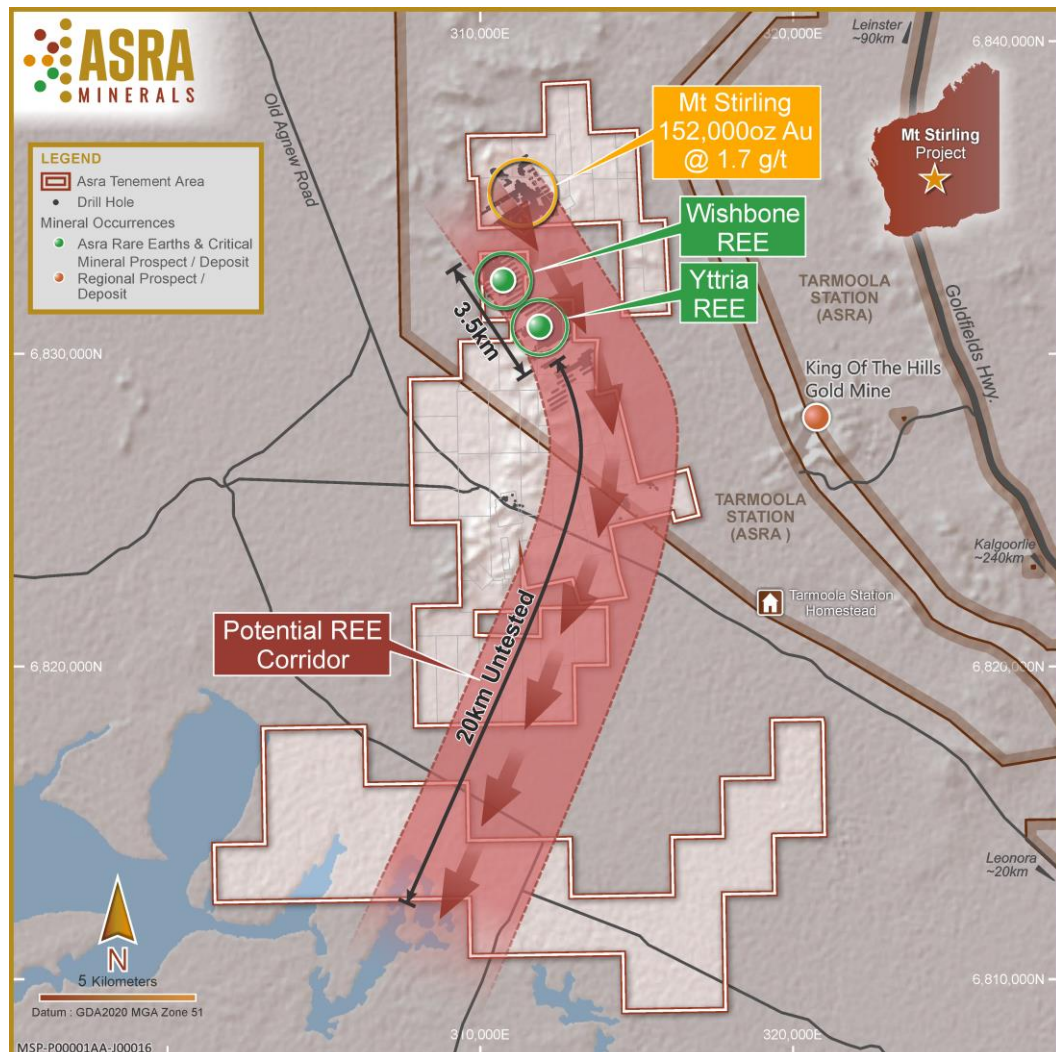 ASRA
MINERALS
LEGEND
Asra Tenement Area
Drill Hole
Mineral Occurrences
Asra Rare Earths & Critical
Mineral Prospect / Deposit
Regional Prospect /
Deposit
310,000E
320,000E
Leinster
~90km
6,840,000N
Old Agnew Road
Mt Stirling
152,000oz Au
@ 1.7 g/t
Mt Stirling
Project
Wishbone
REE
Yttria
REE
TARMOOLA
STATION
(ASRA)
Goldfields Hwy.
3.5km
6,830,000N
King Of The Hills
Gold Mine
TARMOOLA
STATION
(ASRA )
Kalgoorlie
~240km
Tarmoola Station
Homestead
Potential REE
Corridor
20km Untested
6,820,000N
6,820,000N
Leonora
~20km
N
5 Kilometers
Datum : GDA2020 MGA Zone 51
6,810,000N
310,000E
320,000E
MSP-P00001AA-J00016